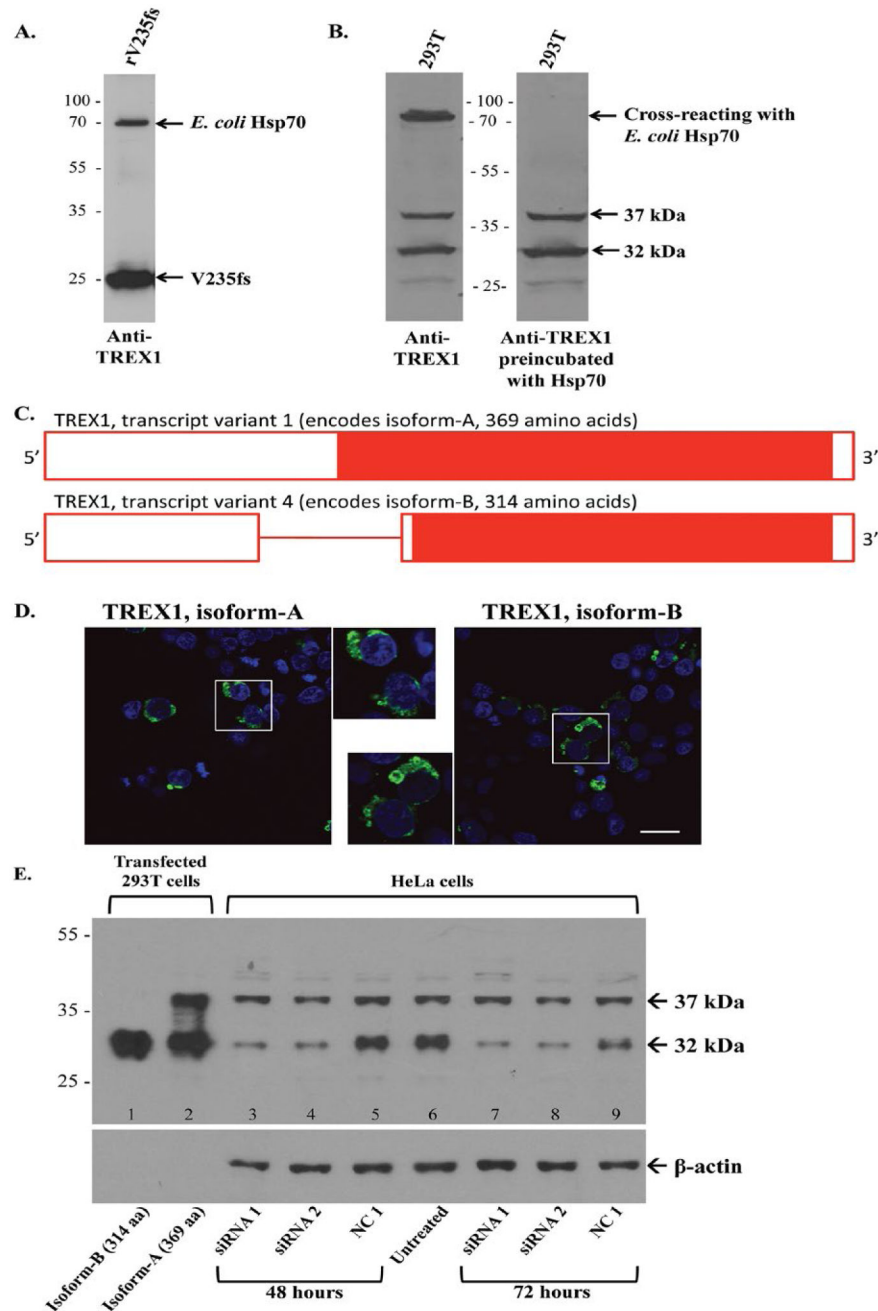 A.
rV235fs
100 -
70 -
55 -
35 -
25 -
E. coli Hsp70
V235fs
Anti-
TREX1
B.
293T
293T
- 100 -
- 70 -
- 55 -
- 35 -
- 25-
Cross-reacting with
E. coli Hsp70
37 kDa
32 kDa
Anti-
TREX1
Anti-TREX1
preincubated
with Hsp70
C.
TREX1, transcript variant 1 (encodes isoform-A, 369 amino acids)
5’ 3’
TREX1, transcript variant 4 (encodes isoform-B, 314 amino acids)
5’ 3’
D.
TREX1, isoform-A
TREX1, isoform-B
E.
Transfected
293T cells
HeLa cells
55 -
35 -
25 -
37 kDa
32 kDa
1 2 3 4 5 6 7 8 9
β-actin
Isoform-B (314 aa)
Isoform-A (369 aa)
siRNA 1
siRNA 2
NC 1
Untreated
siRNA 1
siRNA 2
NC 1
48 hours
72 hours